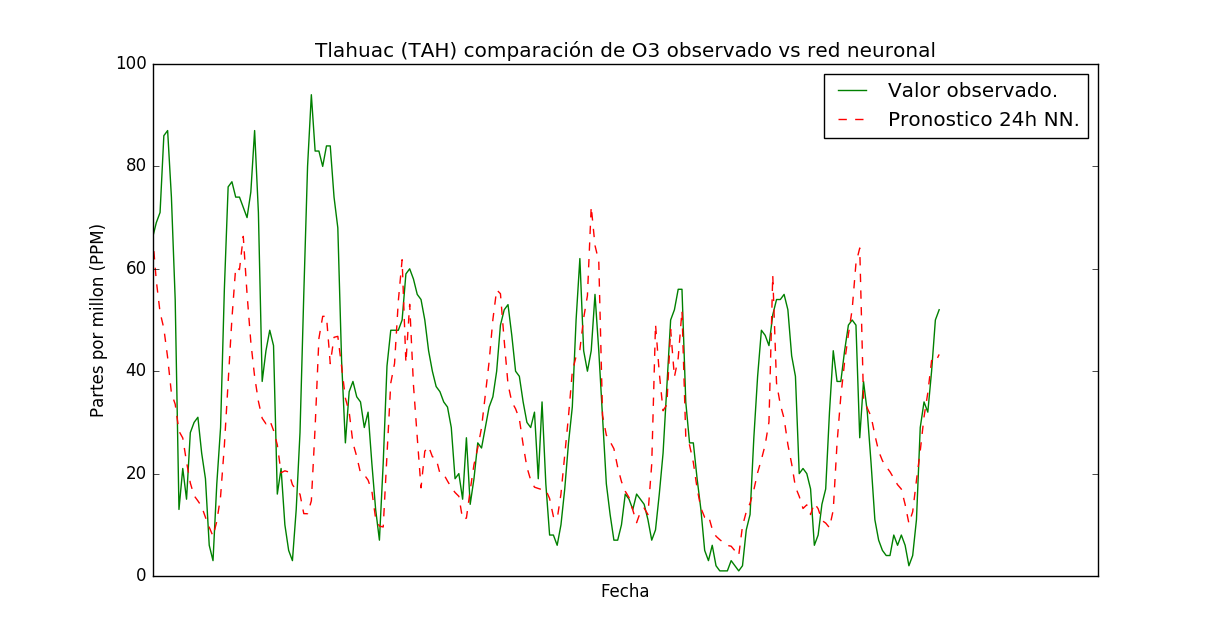 Tlahuac (TAH) comparación de O3 observado vs red neuronal
Valor observado.
Pronostico 24h NN.
Partes por millon (PPM)
100
80
60
40
20
0
Fecha